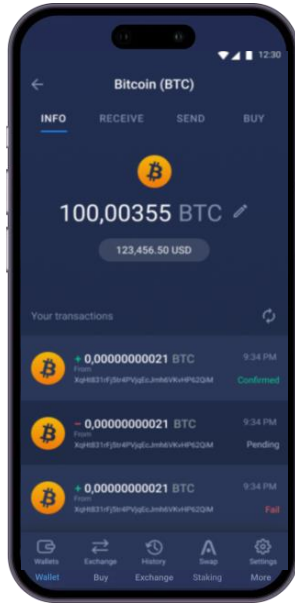 12:30
Bitcoin (BTC)
INFO RECEIVE SEND BUY
100,00355 BTC
123,456.50 USD
Your transactions
+ 0,00000000021 BTC 9:34 PM
From
Confirmed
− 0,00000000021 BTC 9:34 PM
From
Pending
+ 0,00000000021 BTC 9:34 PM
From
Fail
Wallets Exchange History Swap Settings
Wallet Buy Exchange Staking More